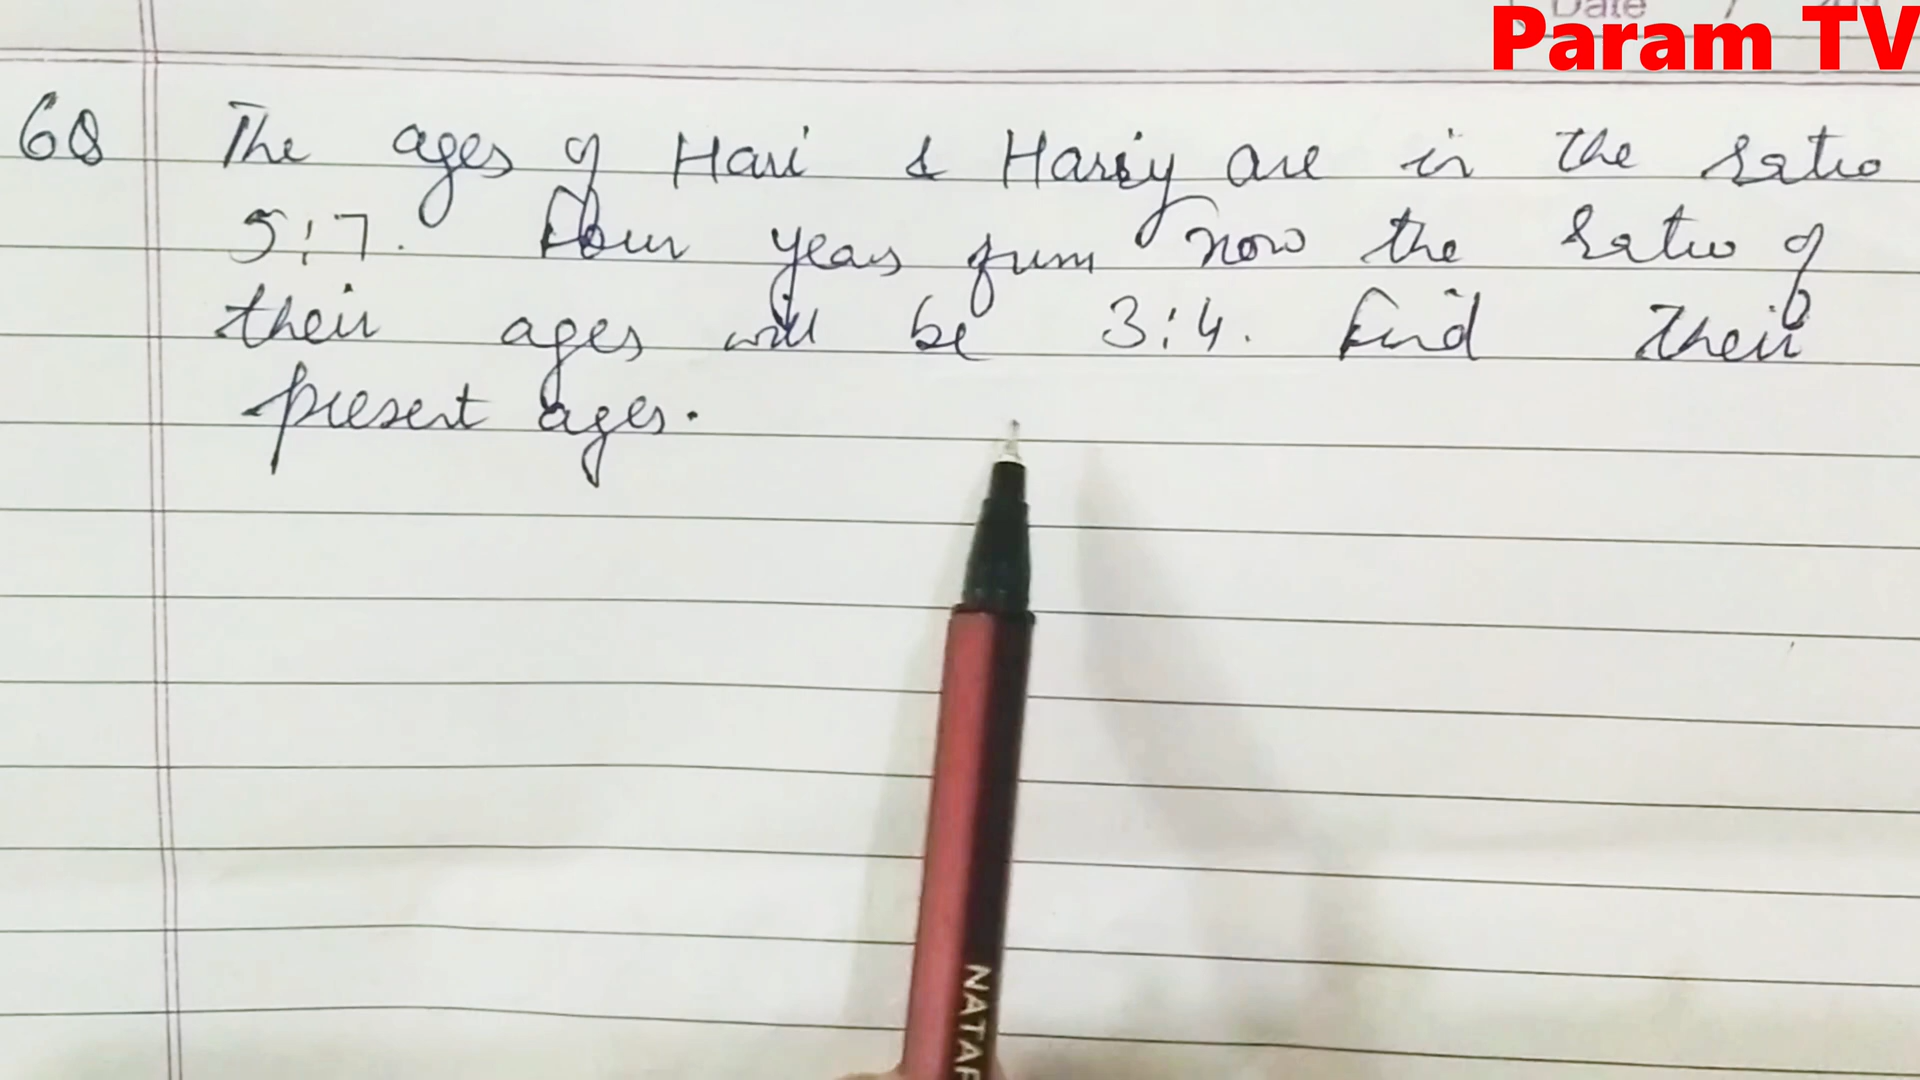 Date /
Param TV
6Q The ages of Hari & Harry are in the ratio
5:7. Four years from now the ratio of
their ages will be 3:4. Find their
present ages.
NATAR